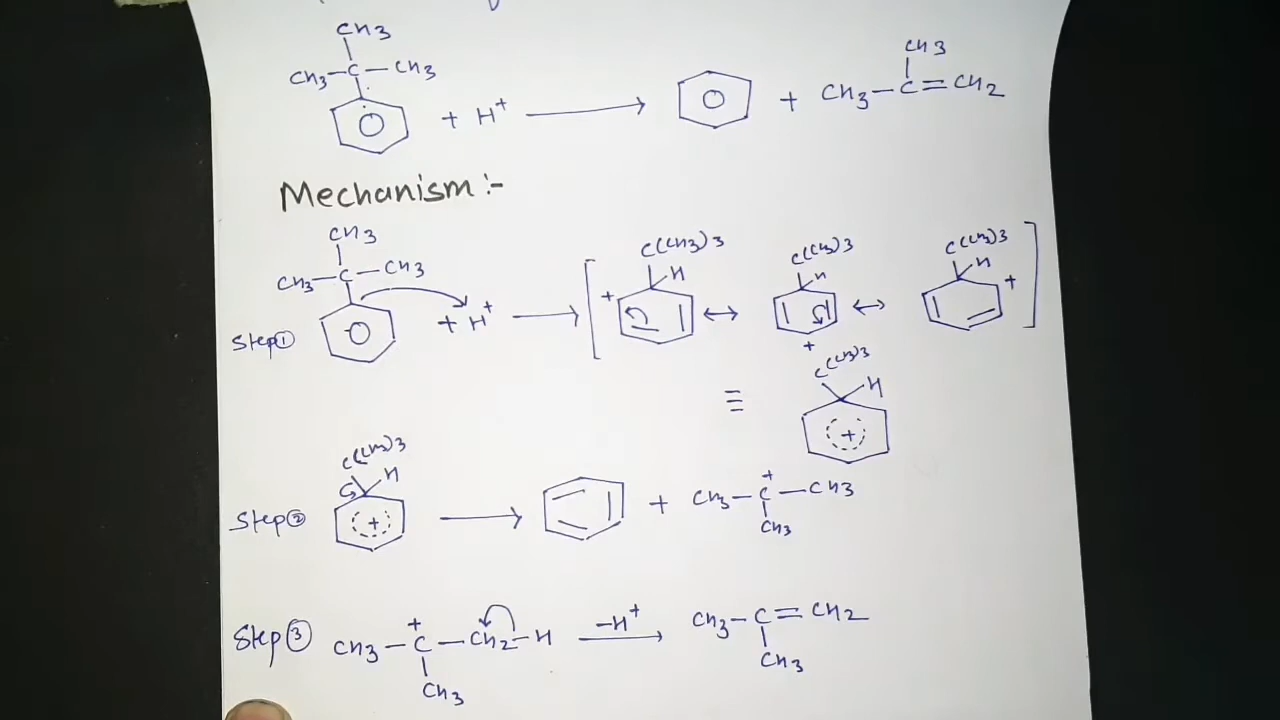 CH3
CH3-C-CH3
+ H+ ⟶ + CH3-C=CH2
CH3
Mechanism :-
CH3
CH3-C-CH3
Step① + H+ ⟶ [ C(CH3)3 H + ↔ C(CH3)3 H + ↔ C(CH3)3 H + ]
≡ C(CH3)3 H +
Step② C(CH3)3 H + ⟶ + CH3-C-CH3
+
CH3
Step③ CH3-C-CH2-H -H+ ⟶ CH3-C=CH2
+
CH3 CH3